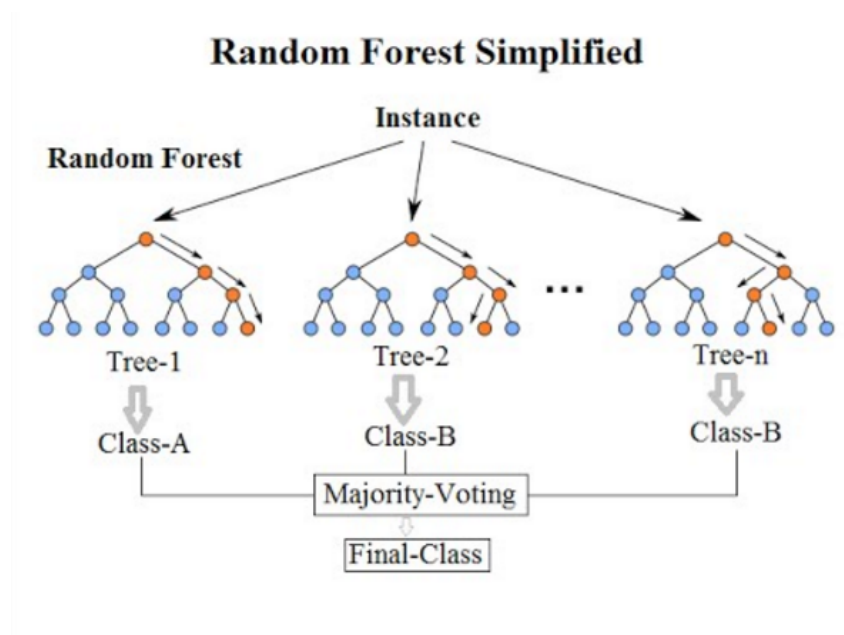 Random Forest Simplified
Instance
Random Forest
...
Tree-1
Tree-2
Tree-n
Class-A
Class-B
Class-B
Majority-Voting
Final-Class